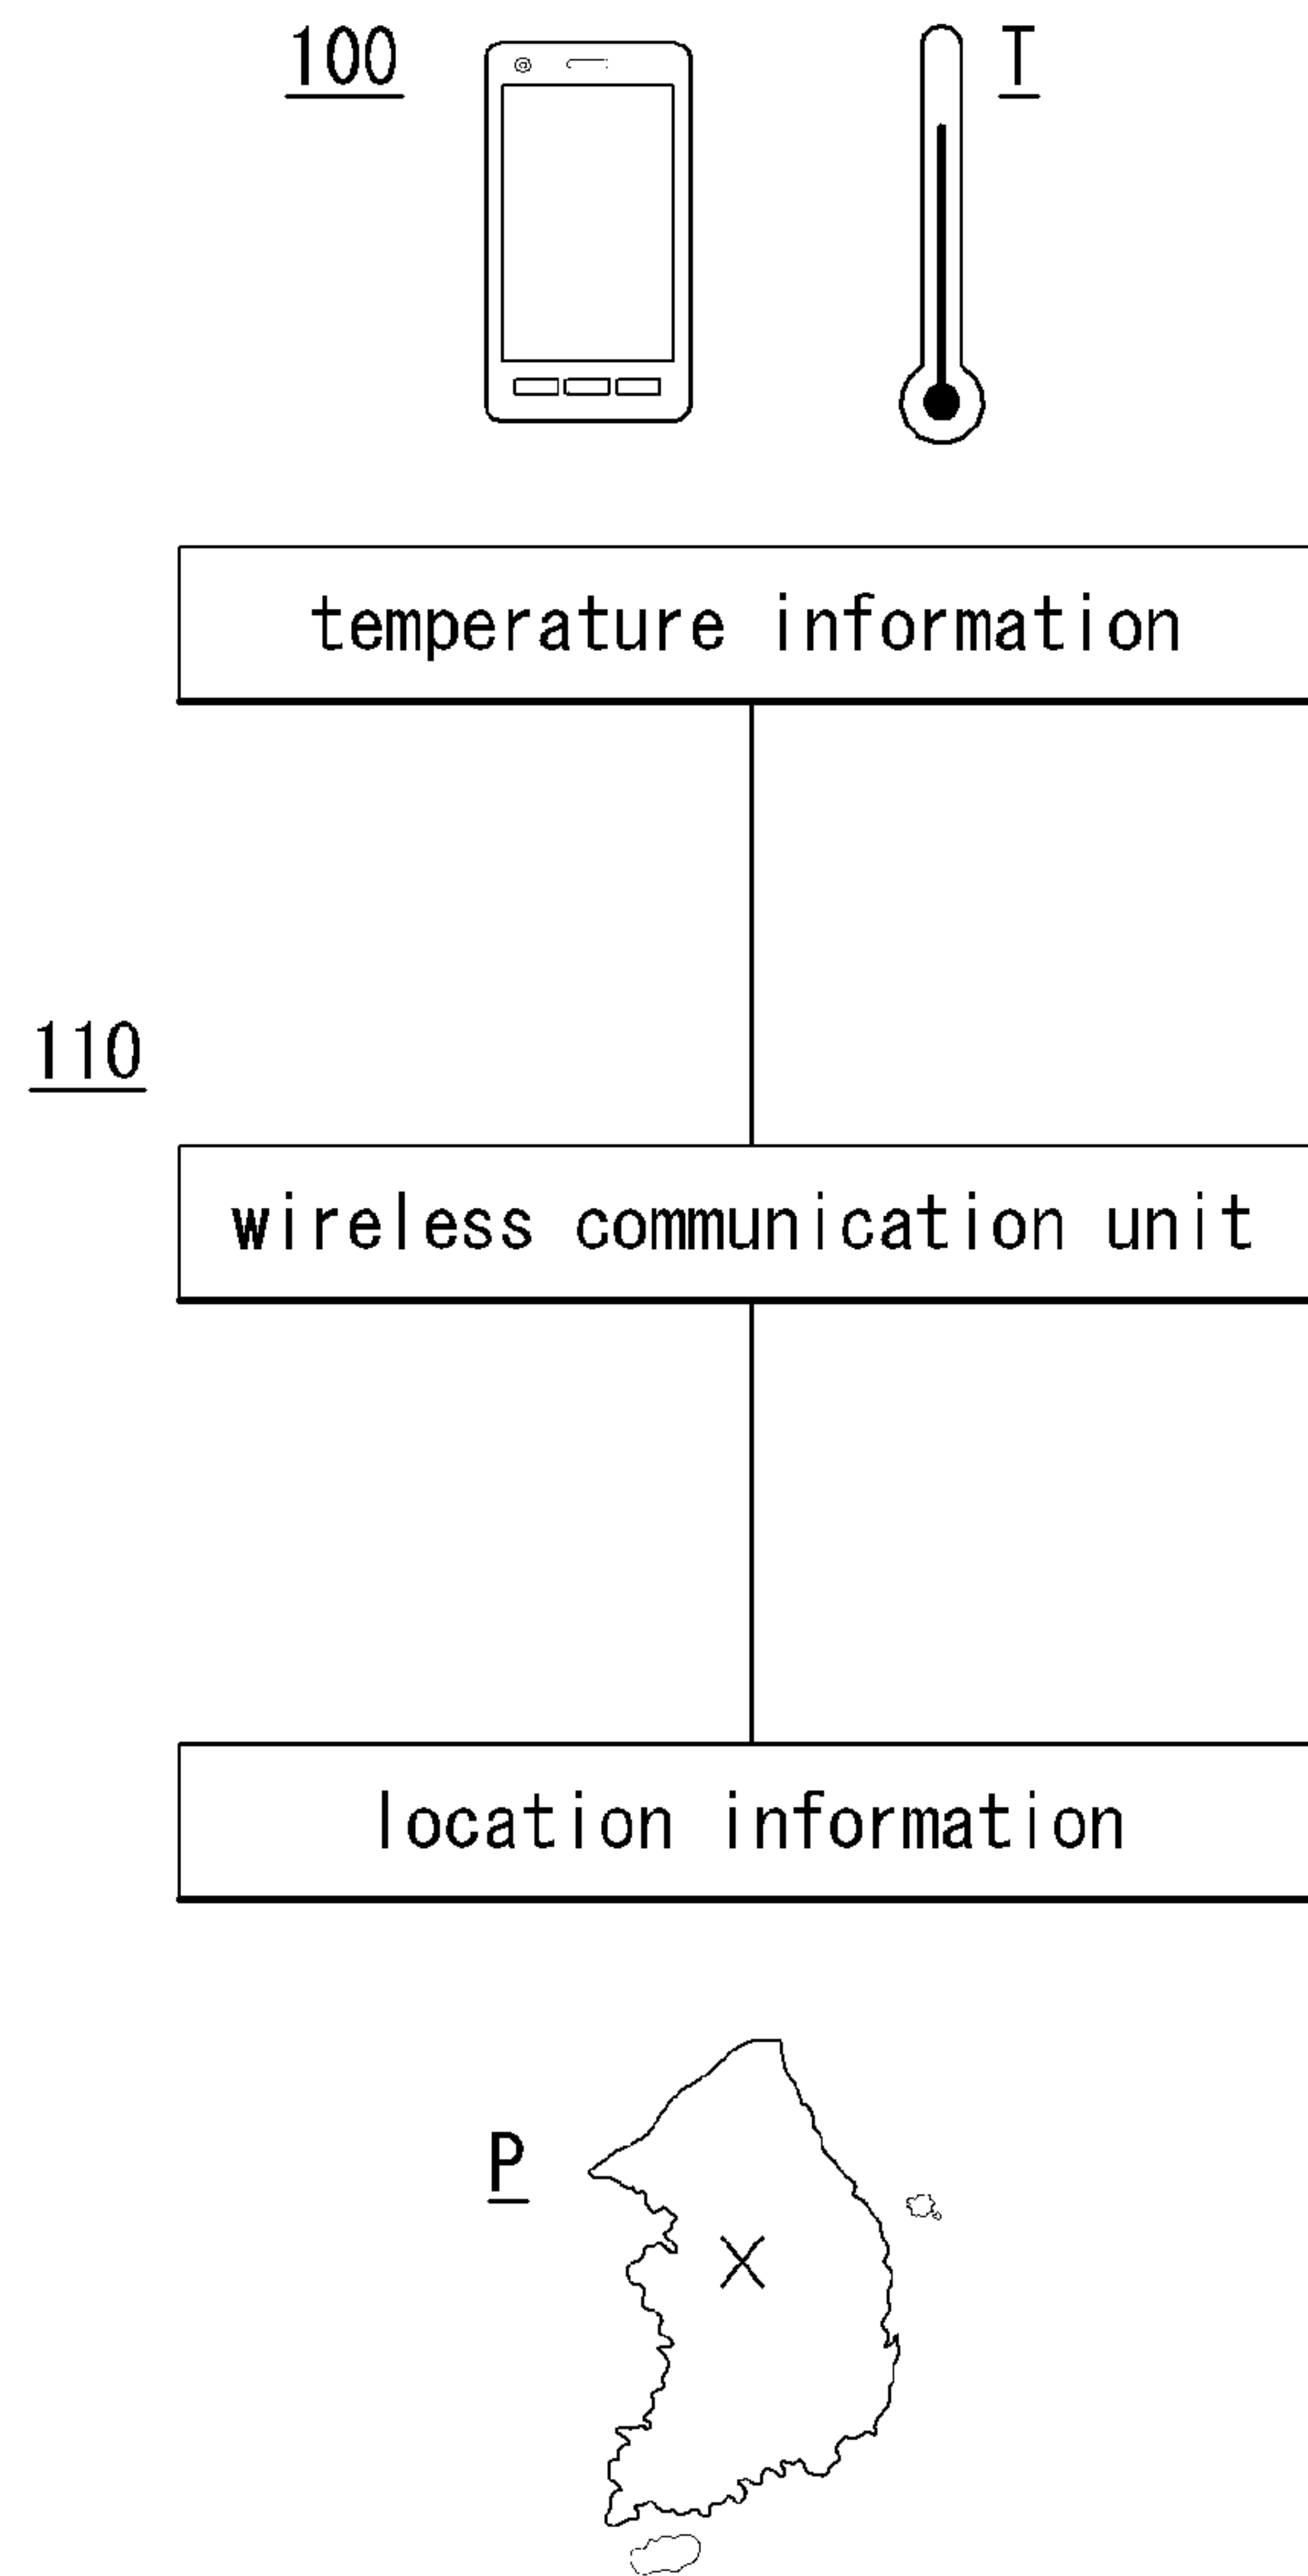 100 T
temperature information
110
wireless communication unit
location information
P